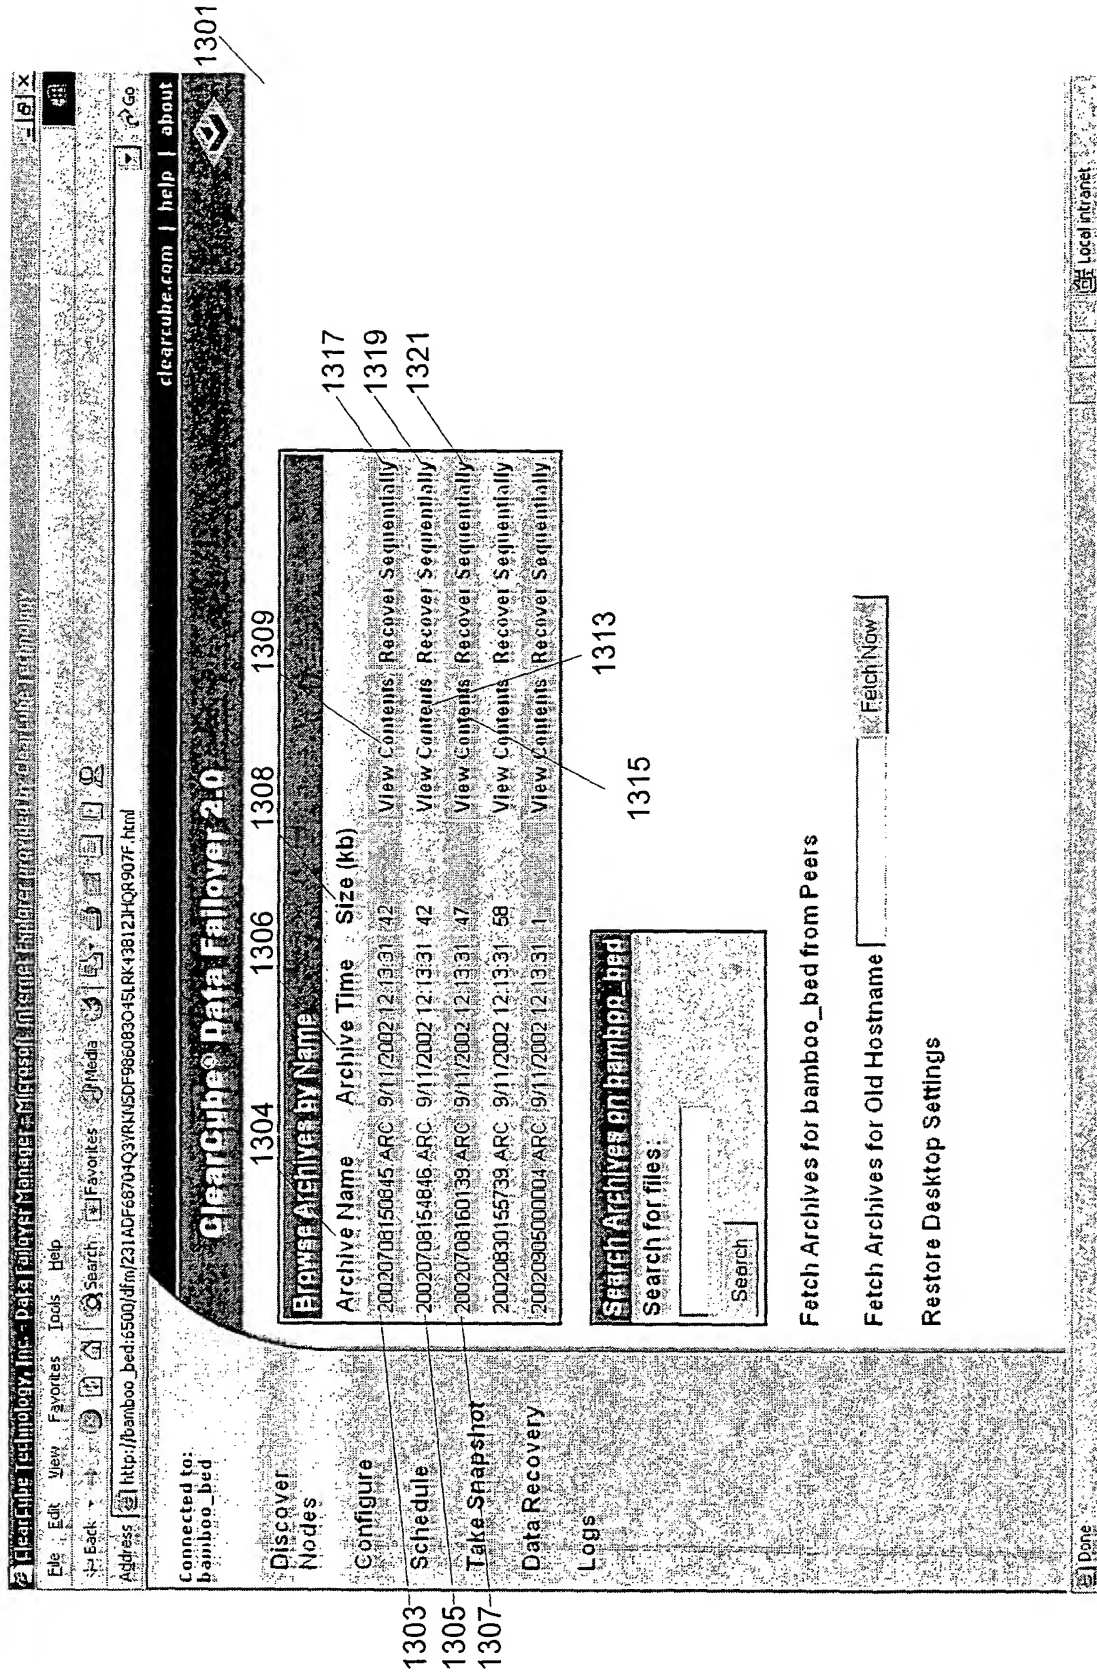 ClearCube Technology, Inc. - Data Failover Manager - Microsoft Internet Explorer provided by ClearCube Technology
File Edit View Favorites Tools Help
Back Search Favorites Media
Address http://bamboo_bed:6500/dfm/ Go
clearcube.com | help | about
1301
Connected to:
bamboo_bed
ClearCube® Data Failover 2.0
Discover
Nodes
Configure
Schedule
Take Snapshot
Data Recovery
Logs
1304 1306 1308 1309
Browse Archives by Name
Archive Name Archive Time Size (kb)
20020708150845 ARC 9/11/2002 12:13:31 42 View Contents Recover Sequentially
20020708154846 ARC 9/11/2002 12:13:31 42 View Contents Recover Sequentially
20020708160139 ARC 9/11/2002 12:13:31 47 View Contents Recover Sequentially
20020830155739 ARC 9/11/2002 12:13:31 58 View Contents Recover Sequentially
20020905000004 ARC 9/11/2002 12:13:31 1 View Contents Recover Sequentially
1303
1305
1307
1317
1319
1321
1313
1315
Search Archives on bamboo_bed
Search for files:
Search
Fetch Archives for bamboo_bed from Peers
Fetch Archives for Old Hostname Fetch Now
Restore Desktop Settings
Done Local intranet